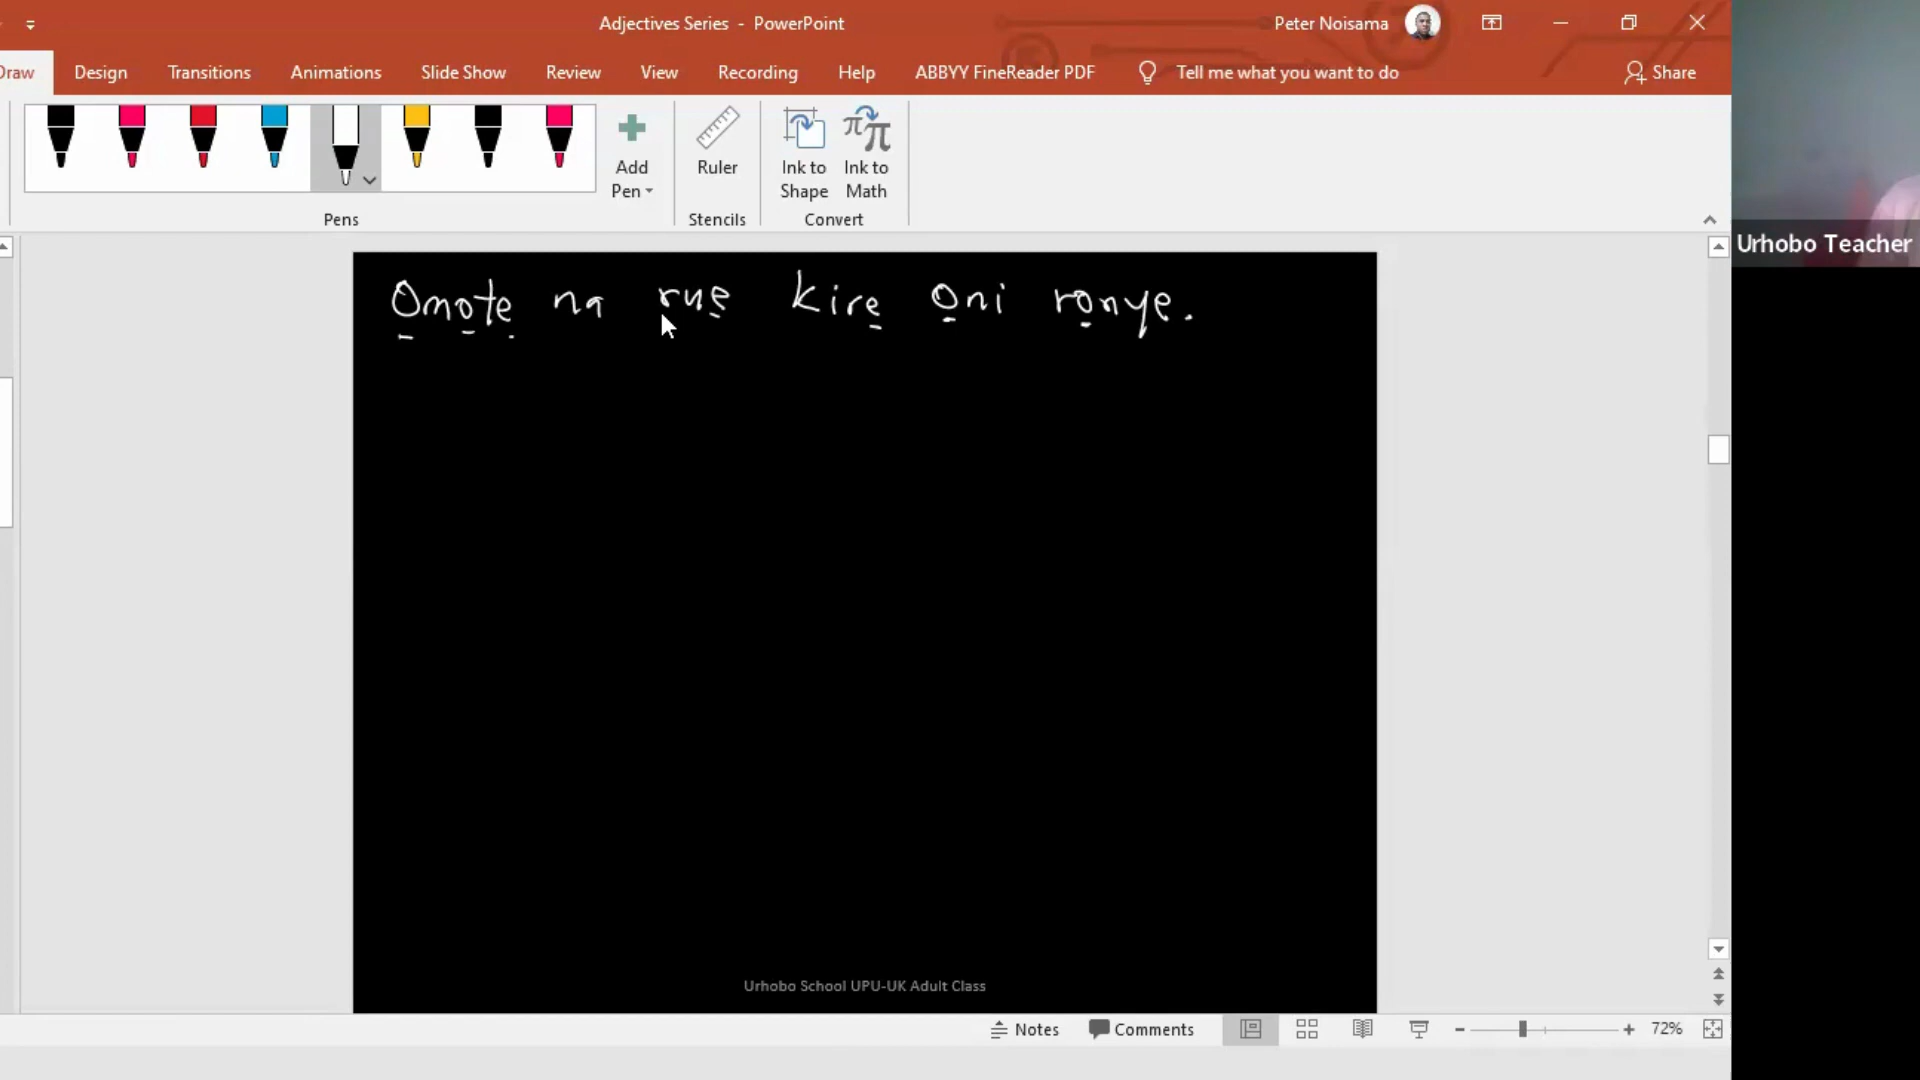 Adjectives Series - PowerPoint
Peter Noisama
Draw Design Transitions Animations Slide Show Review View Recording Help ABBYY FineReader PDF Tell me what you want to do Share
Add Pen
Ruler
Ink to Shape
Ink to Math
Pens
Stencils
Convert
Urhobo Teacher
Ọmọtẹ na ruẹ kirẹ ọni rọnye.
Urhobo School UPU-UK Adult Class
Notes Comments 72%